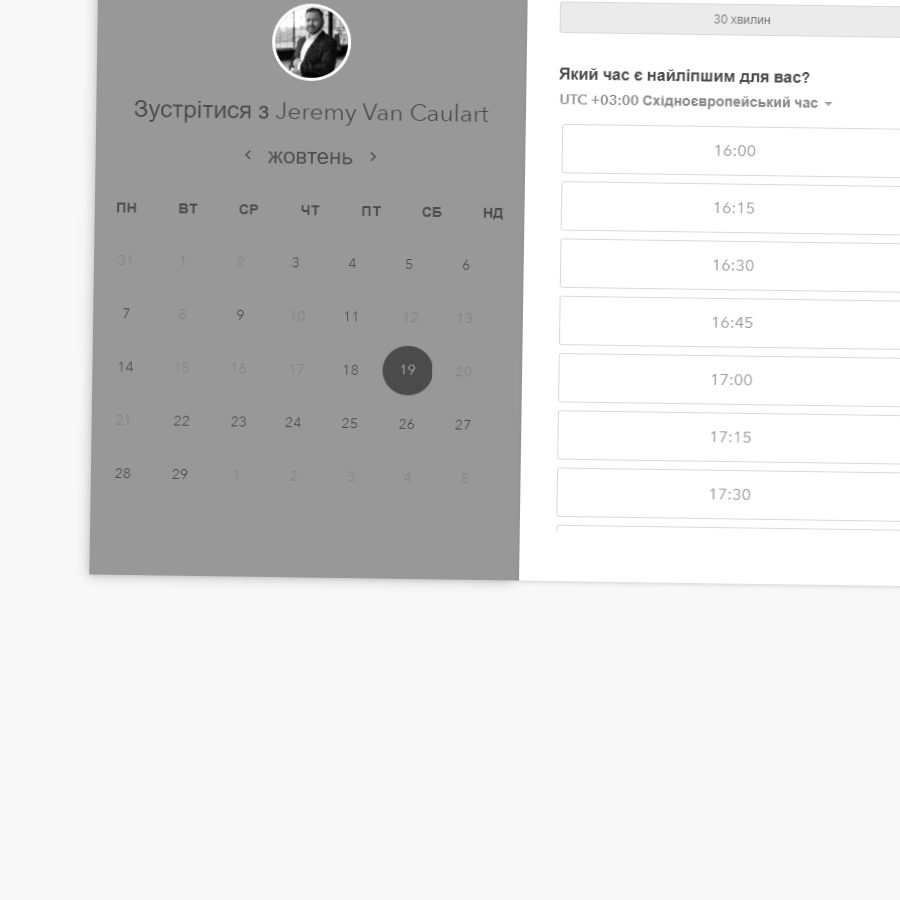 Зустрітися з Jeremy Van Caulart
жовтень
ПН ВТ СР ЧТ ПТ СБ НД
31 1 2 3 4 5 6
7 8 9 10 11 12 13
14 15 16 17 18 19 20
21 22 23 24 25 26 27
28 29 1 2 3 4 5
30 хвилин
Який час є найліпшим для вас?
UTC +03:00 Східноєвропейський час
16:00
16:15
16:30
16:45
17:00
17:15
17:30